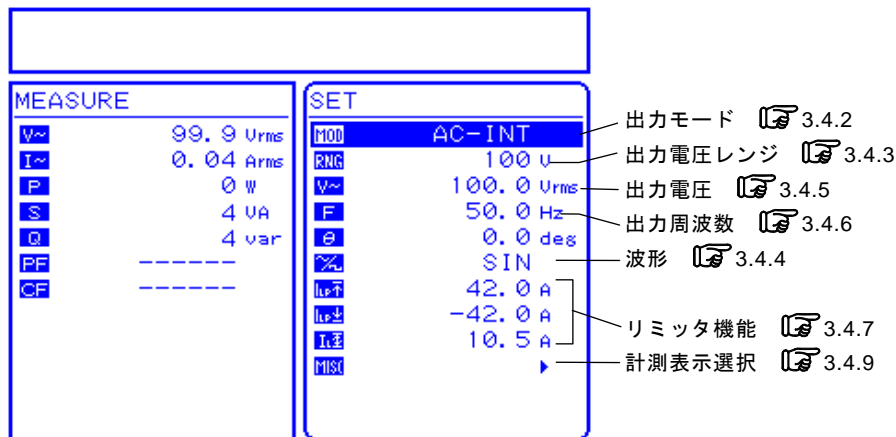 MEASURE
V~ 99.9 Vrms
I~ 0.04 Arms
P 0 W
S 4 VA
Q 4 var
PF ------
CF ------
SET
MOD AC-INT
RNG 100 V
V~ 100.0 Vrms
F 50.0 Hz
θ 0.0 deg
SIN
42.0 A
-42.0 A
10.5 A
MISC
出力モード 3.4.2
出力電圧レンジ 3.4.3
出力電圧 3.4.5
出力周波数 3.4.6
波形 3.4.4
リミッタ機能 3.4.7
計測表示選択 3.4.9